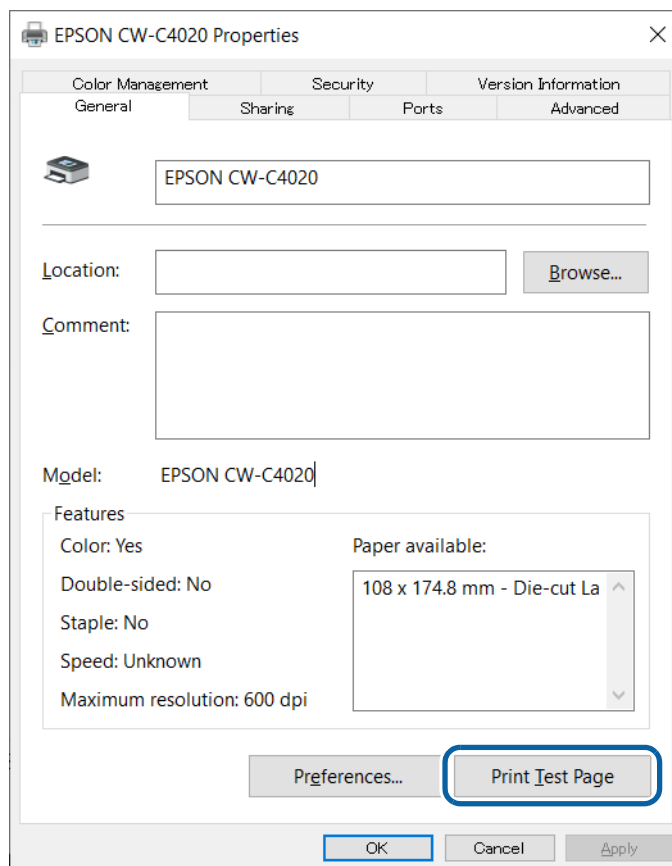 EPSON CW-C4020 Properties
Color Management Security Version Information
General Sharing Ports Advanced
EPSON CW-C4020
Location:
Browse...
Comment:
Model: EPSON CW-C4020
Features
Color: Yes
Paper available:
Double-sided: No
108 x 174.8 mm - Die-cut La
Staple: No
Speed: Unknown
Maximum resolution: 600 dpi
Preferences... Print Test Page
OK Cancel Apply